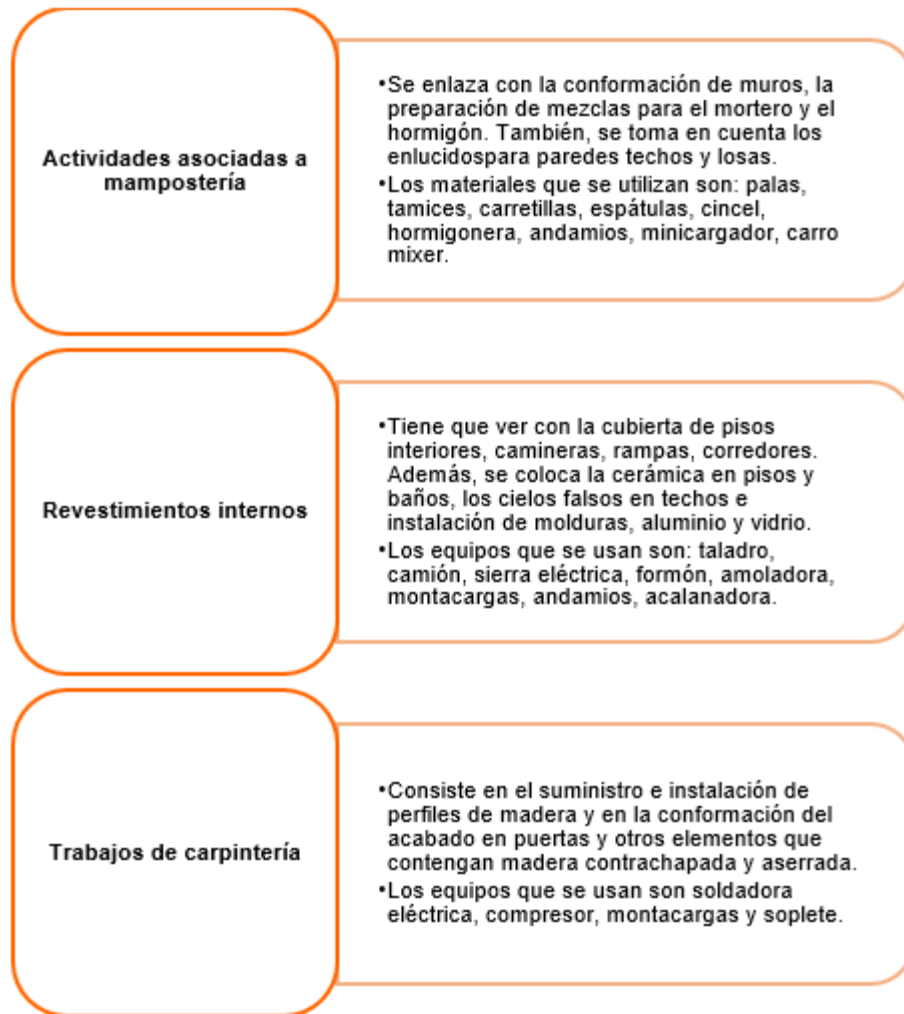 Actividades asociadas a
mampostería
•Se enlaza con la conformación de muros, la
preparación de mezclas para el mortero y el
hormigón. También, se toma en cuenta los
enlucidospara paredes techos y losas.
•Los materiales que se utilizan son: palas,
tamices, carretillas, espátulas, cincel,
hormigonera, andamios, minicargador, carro
mixer.
Revestimientos internos
•Tiene que ver con la cubierta de pisos
interiores, camineras, rampas, corredores.
Además, se coloca la cerámica en pisos y
baños, los cielos falsos en techos e
instalación de molduras, aluminio y vidrio.
•Los equipos que se usan son: taladro,
camión, sierra eléctrica, formón, amoladora,
montacargas, andamios, acalanadora.
Trabajos de carpintería
•Consiste en el suministro e instalación de
perfiles de madera y en la conformación del
acabado en puertas y otros elementos que
contengan madera contrachapada y aserrada.
•Los equipos que se usan son soldadora
eléctrica, compresor, montacargas y soplete.